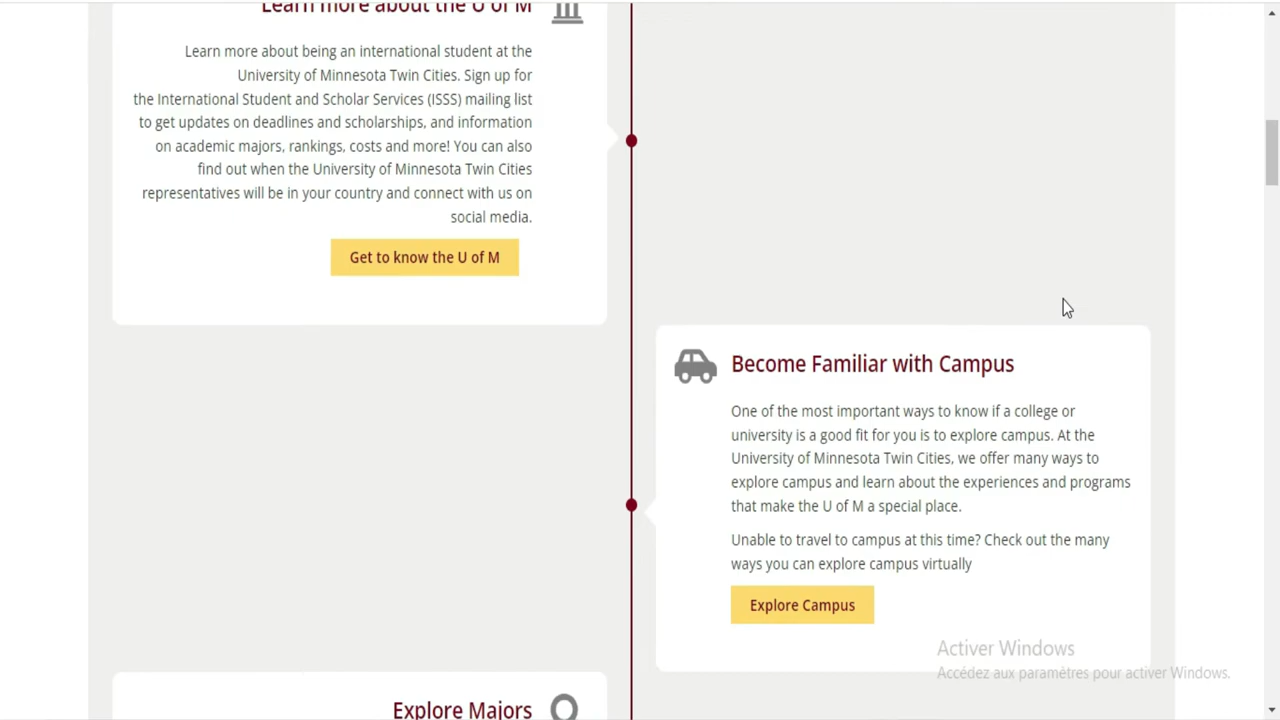 Learn more about the U of M
Learn more about being an international student at the
University of Minnesota Twin Cities. Sign up for
the International Student and Scholar Services (ISSS) mailing list
to get updates on deadlines and scholarships, and information
on academic majors, rankings, costs and more! You can also
find out when the University of Minnesota Twin Cities
representatives will be in your country and connect with us on
social media.
Get to know the U of M
Become Familiar with Campus
One of the most important ways to know if a college or
university is a good fit for you is to explore campus. At the
University of Minnesota Twin Cities, we offer many ways to
explore campus and learn about the experiences and programs
that make the U of M a special place.
Unable to travel to campus at this time? Check out the many
ways you can explore campus virtually
Explore Campus
Activer Windows
Accédez aux paramètres pour activer Windows.
Explore Majors